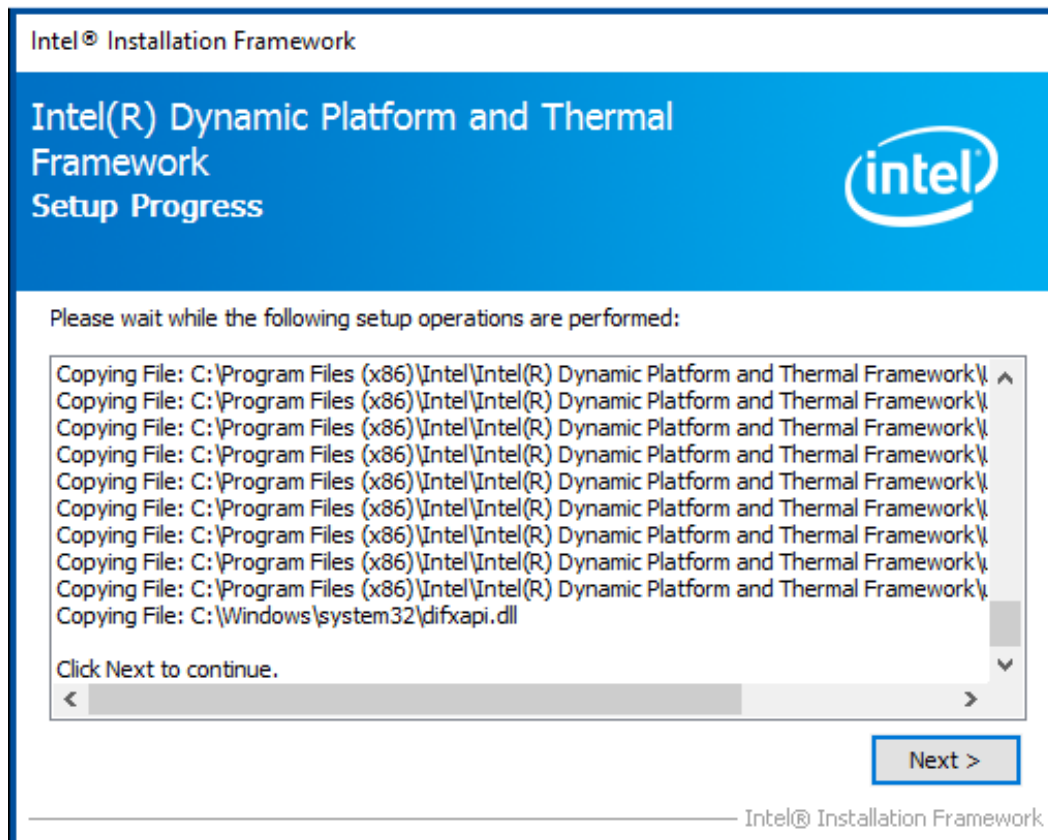 Intel® Installation Framework
Intel(R) Dynamic Platform and Thermal
Framework
Setup Progress
intel
Please wait while the following setup operations are performed:
Copying File: C:\Program Files (x86)\Intel\Intel(R) Dynamic Platform and Thermal Framework\
Copying File: C:\Program Files (x86)\Intel\Intel(R) Dynamic Platform and Thermal Framework\
Copying File: C:\Program Files (x86)\Intel\Intel(R) Dynamic Platform and Thermal Framework\
Copying File: C:\Program Files (x86)\Intel\Intel(R) Dynamic Platform and Thermal Framework\
Copying File: C:\Program Files (x86)\Intel\Intel(R) Dynamic Platform and Thermal Framework\
Copying File: C:\Program Files (x86)\Intel\Intel(R) Dynamic Platform and Thermal Framework\
Copying File: C:\Program Files (x86)\Intel\Intel(R) Dynamic Platform and Thermal Framework\
Copying File: C:\Program Files (x86)\Intel\Intel(R) Dynamic Platform and Thermal Framework\
Copying File: C:\Program Files (x86)\Intel\Intel(R) Dynamic Platform and Thermal Framework\
Copying File: C:\Windows\system32\difxapi.dll
Click Next to continue.
Next >
Intel® Installation Framework